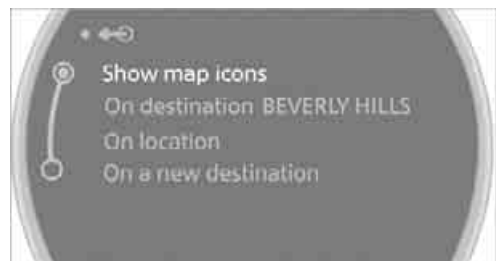 Show map icons
On destination BEVERLY HILLS
On location
On a new destination